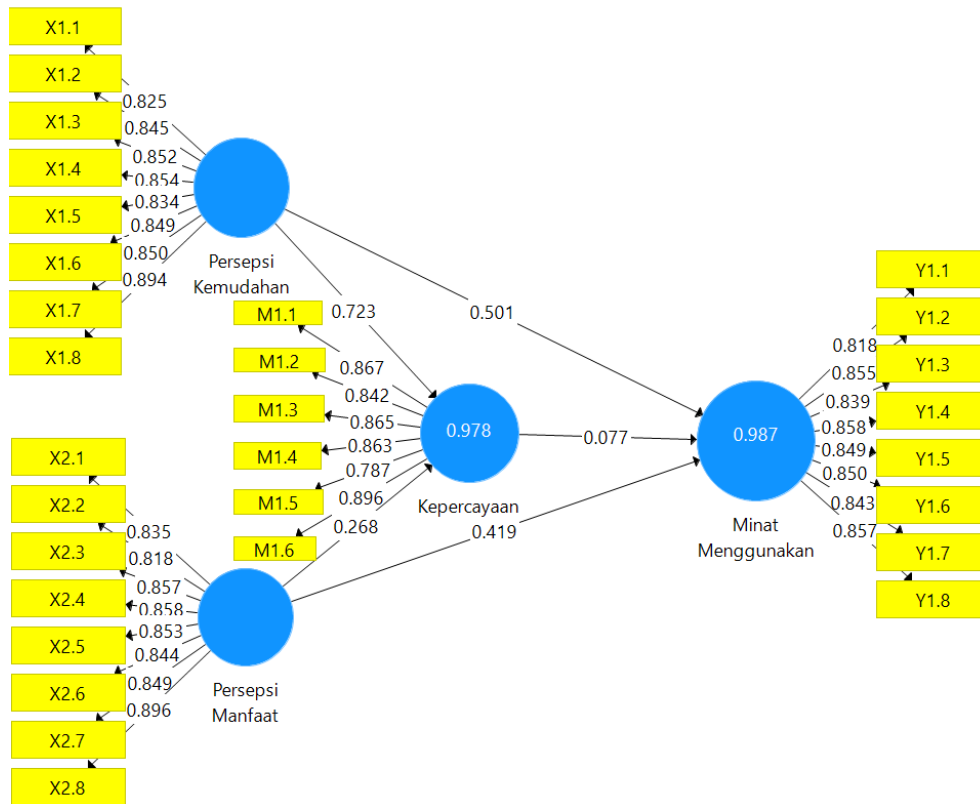 X1.1
X1.2
X1.3
X1.4
X1.5
X1.6
X1.7
X1.8
0.825
0.845
0.852
0.854
0.834
0.849
0.850
0.894
Persepsi
Kemudahan
0.723
0.501
M1.1
M1.2
M1.3
M1.4
M1.5
M1.6
0.867
0.842
0.865
0.863
0.787
0.896
0.268
0.978
Kepercayaan
0.077
0.419
0.987
Minat
Menggunakan
X2.1
X2.2
X2.3
X2.4
X2.5
X2.6
X2.7
X2.8
0.835
0.818
0.857
0.858
0.853
0.844
0.849
0.896
Persepsi
Manfaat
0.818
0.855
0.839
0.858
0.849
0.850
0.843
0.857
Y1.1
Y1.2
Y1.3
Y1.4
Y1.5
Y1.6
Y1.7
Y1.8